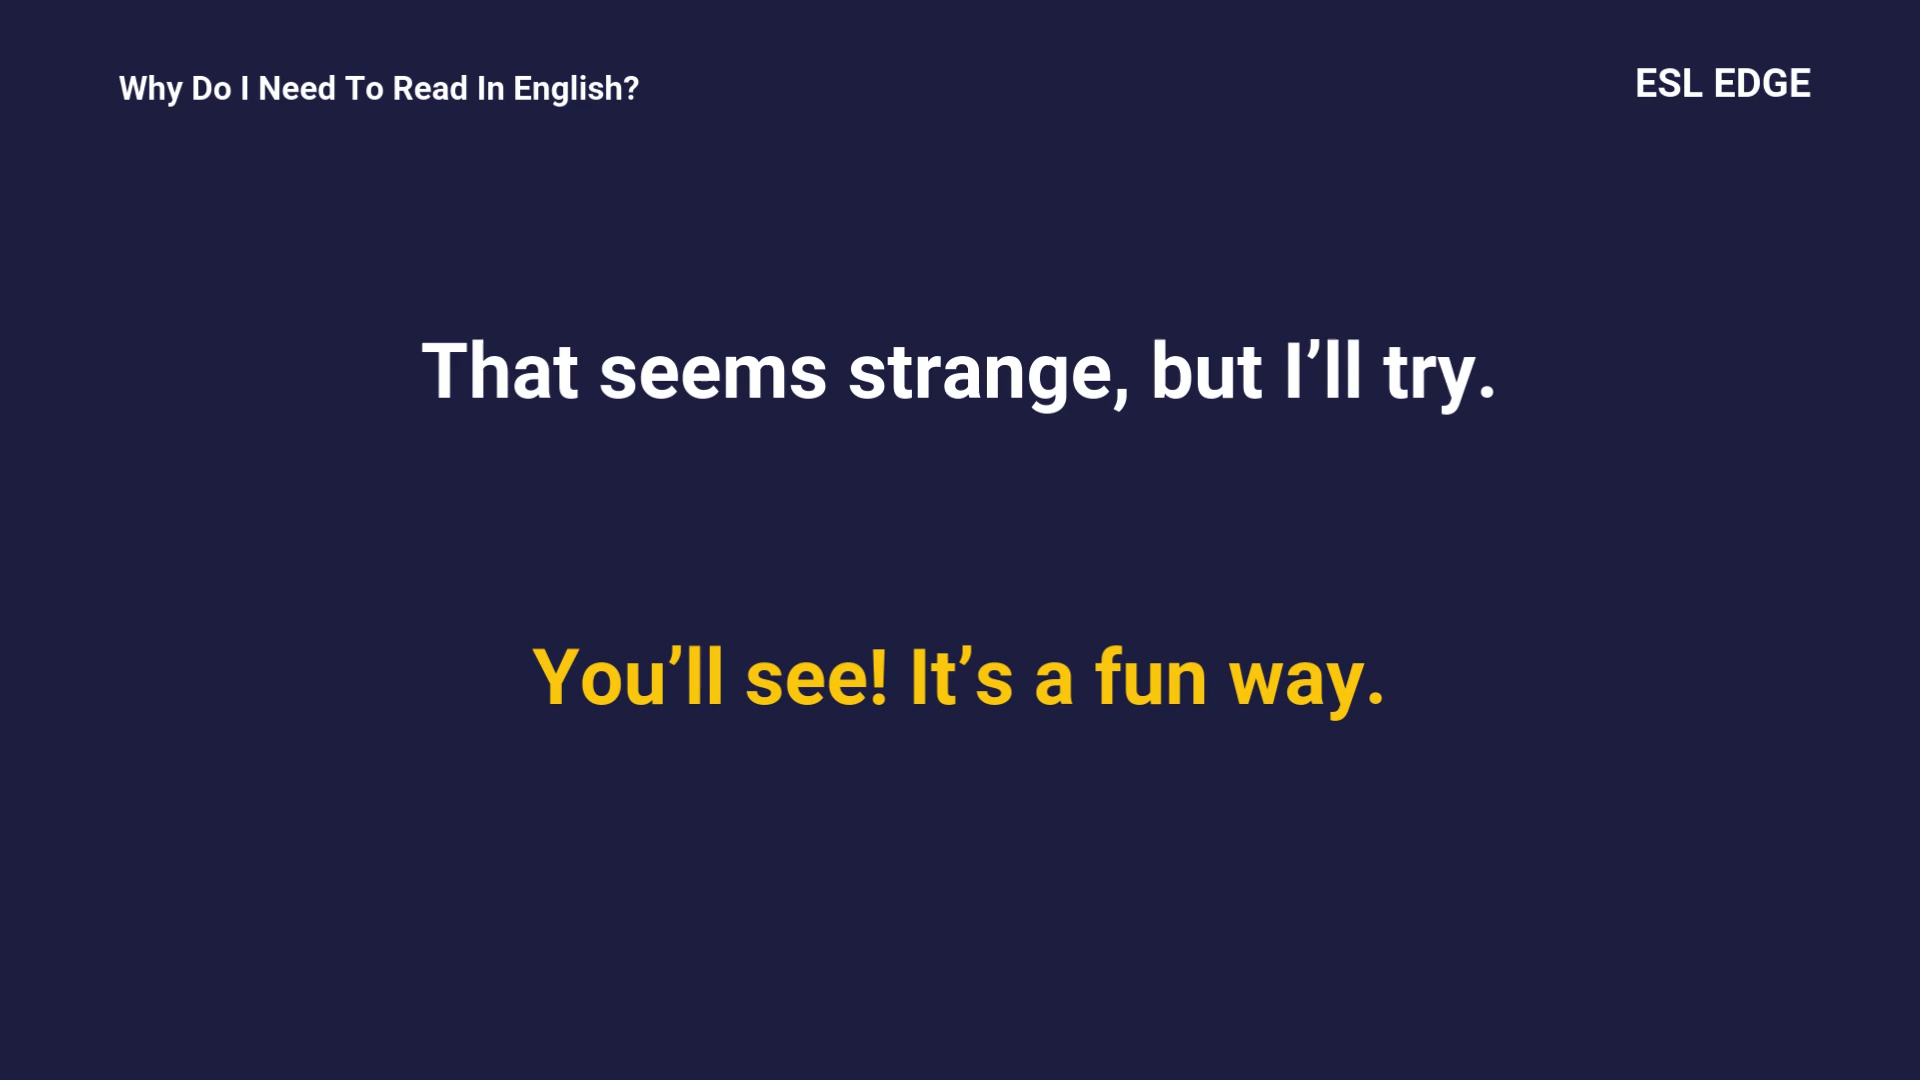 Why Do I Need To Read In English?
ESL EDGE
That seems strange, but I’ll try.
You’ll see! It’s a fun way.